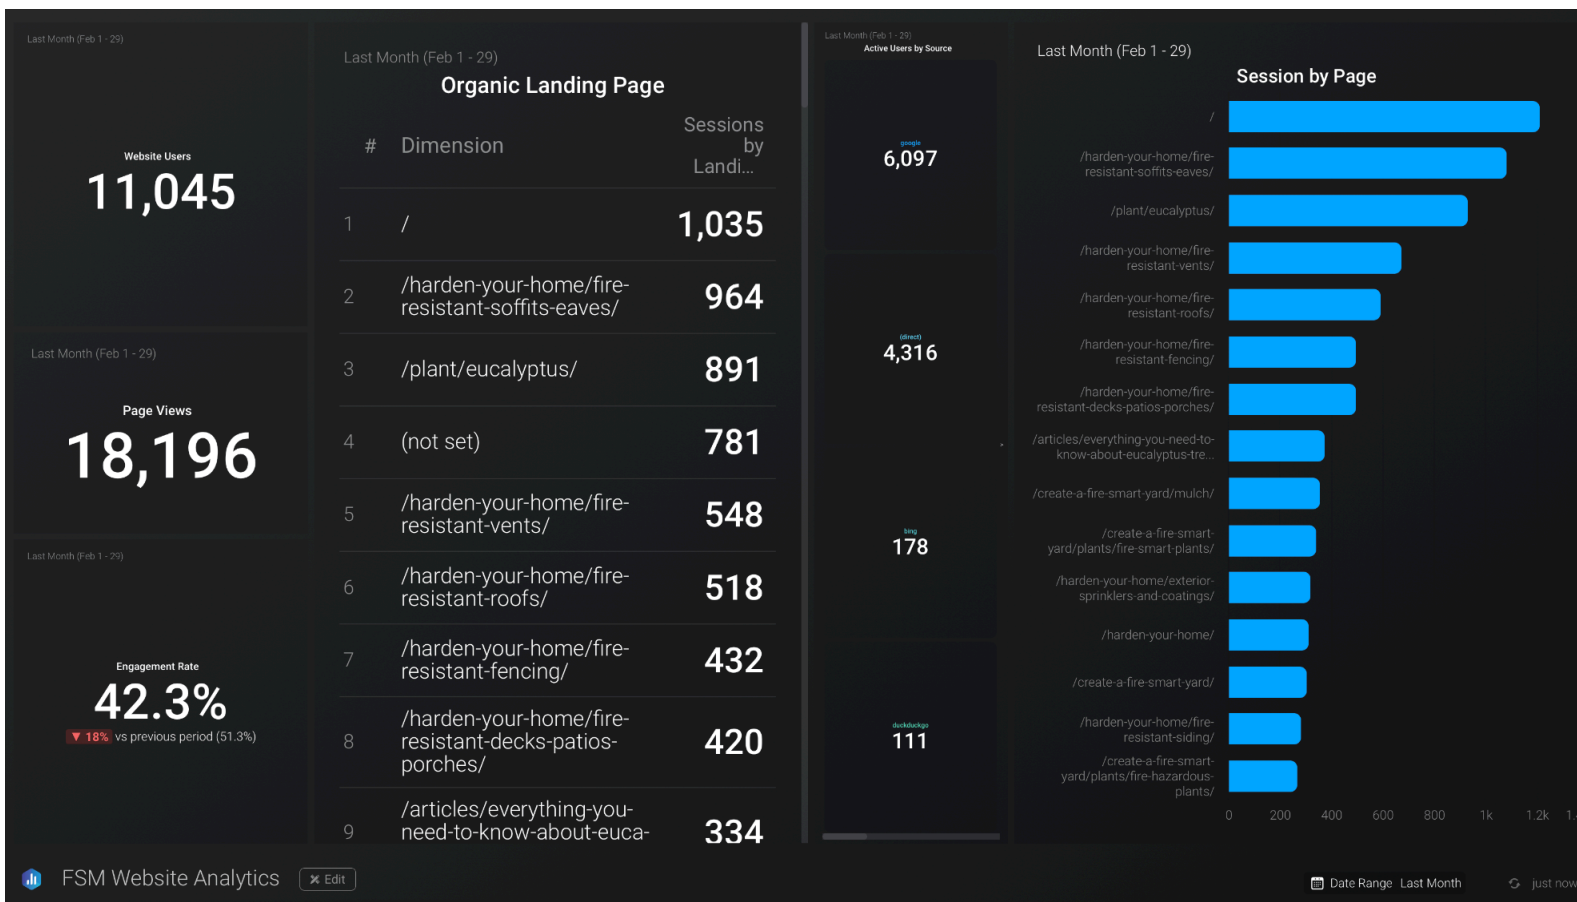 Last Month (Feb 1 - 29)
Website Users
11,045
Last Month (Feb 1 - 29)
Page Views
18,196
Last Month (Feb 1 - 29)
Engagement Rate
42.3%
▼ 18% vs previous period (51.3%)
Last Month (Feb 1 - 29)
Organic Landing Page
# Dimension Sessions
by
Landi...
1 / 1,035
2 /harden-your-home/fire-
resistant-soffits-eaves/ 964
3 /plant/eucalyptus/ 891
4 (not set) 781
5 /harden-your-home/fire-
resistant-vents/ 548
6 /harden-your-home/fire-
resistant-roofs/ 518
7 /harden-your-home/fire-
resistant-fencing/ 432
8 /harden-your-home/fire-
resistant-decks-patios-
porches/ 420
9 /articles/everything-you-
need-to-know-about-euca- 334
Last Month (Feb 1 - 29)
Active Users by Source
google
6,097
(direct)
4,316
bing
178
duckduckgo
111
Last Month (Feb 1 - 29)
Session by Page
/
/harden-your-home/fire-
resistant-soffits-eaves/
/plant/eucalyptus/
/harden-your-home/fire-
resistant-vents/
/harden-your-home/fire-
resistant-roofs/
/harden-your-home/fire-
resistant-fencing/
/harden-your-home/fire-
resistant-decks-patios-porches/
/articles/everything-you-need-to-
know-about-eucalyptus-tre...
/create-a-fire-smart-yard/mulch/
/create-a-fire-smart-
yard/plants/fire-smart-plants/
/harden-your-home/exterior-
sprinklers-and-coatings/
/harden-your-home/
/create-a-fire-smart-yard/
/harden-your-home/fire-
resistant-siding/
/create-a-fire-smart-
yard/plants/fire-hazardous-
plants/
0 200 400 600 800 1k 1.2k
FSM Website Analytics
Edit
Date Range Last Month
just now